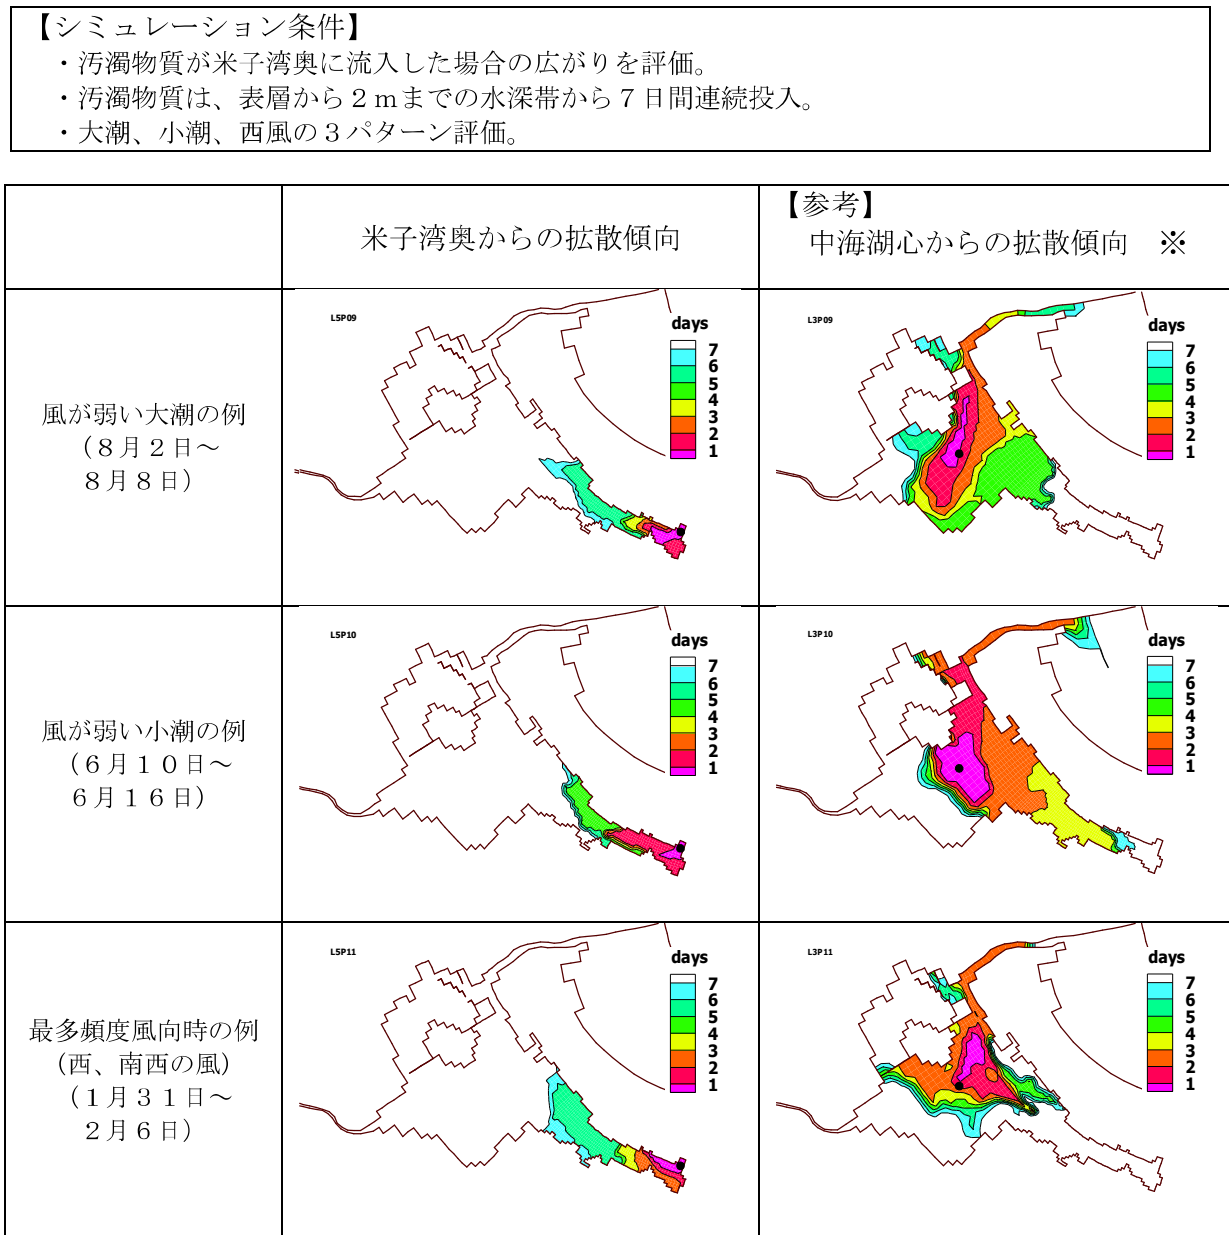 【シミュレーション条件】
・汚濁物質が米子湾奥に流入した場合の広がりを評価。
・汚濁物質は、表層から２ｍまでの水深帯から７日間連続投入。
・大潮、小潮、西風の３パターン評価。
米子湾奥からの拡散傾向
【参考】
中海湖心からの拡散傾向　※
風が弱い大潮の例
（８月２日～
８月８日）
L5P09
days
7
6
5
4
3
2
1
L3P09
days
7
6
5
4
3
2
1
風が弱い小潮の例
（６月１０日～
６月１６日）
L5P10
days
7
6
5
4
3
2
1
L3P10
days
7
6
5
4
3
2
1
最多頻度風向時の例
（西、南西の風）
（１月３１日～
２月６日）
L5P11
days
7
6
5
4
3
2
1
L3P11
days
7
6
5
4
3
2
1